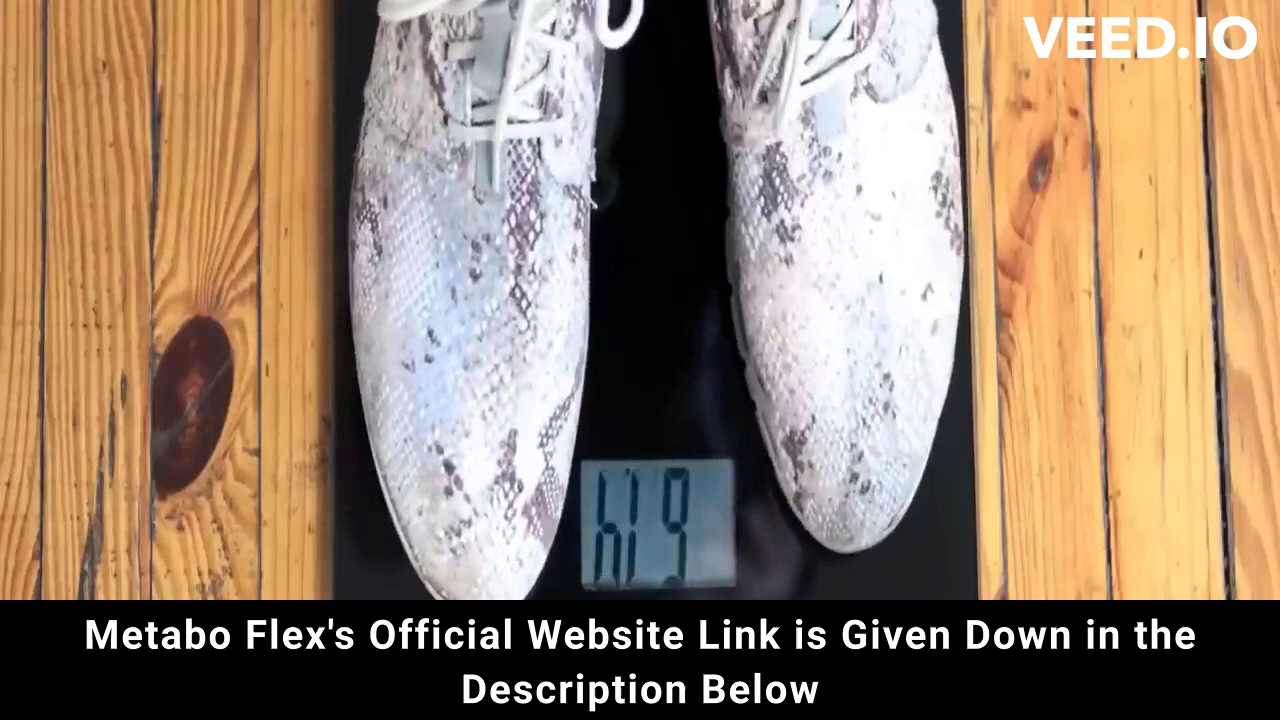 VEED.IO
Metabo Flex's Official Website Link is Given Down in the
Description Below